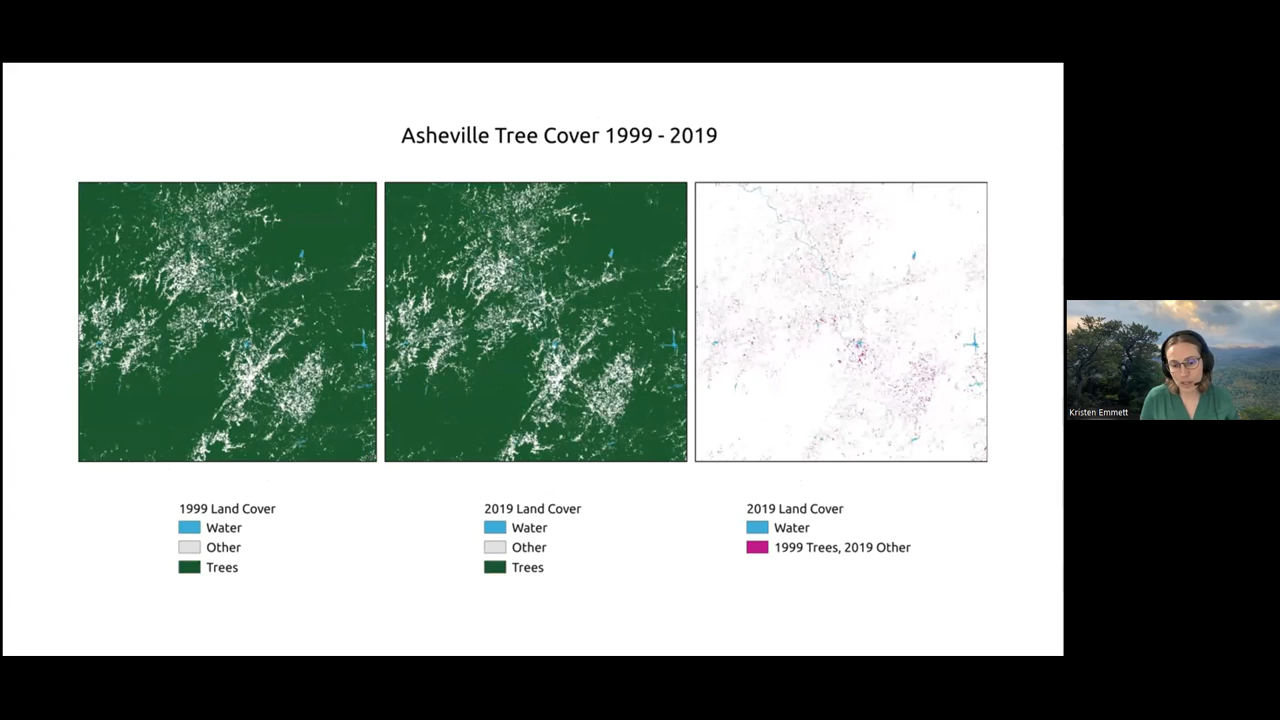 Asheville Tree Cover 1999 - 2019
1999 Land Cover
Water
Other
Trees
2019 Land Cover
Water
Other
Trees
2019 Land Cover
Water
1999 Trees, 2019 Other
Kristen Emmett